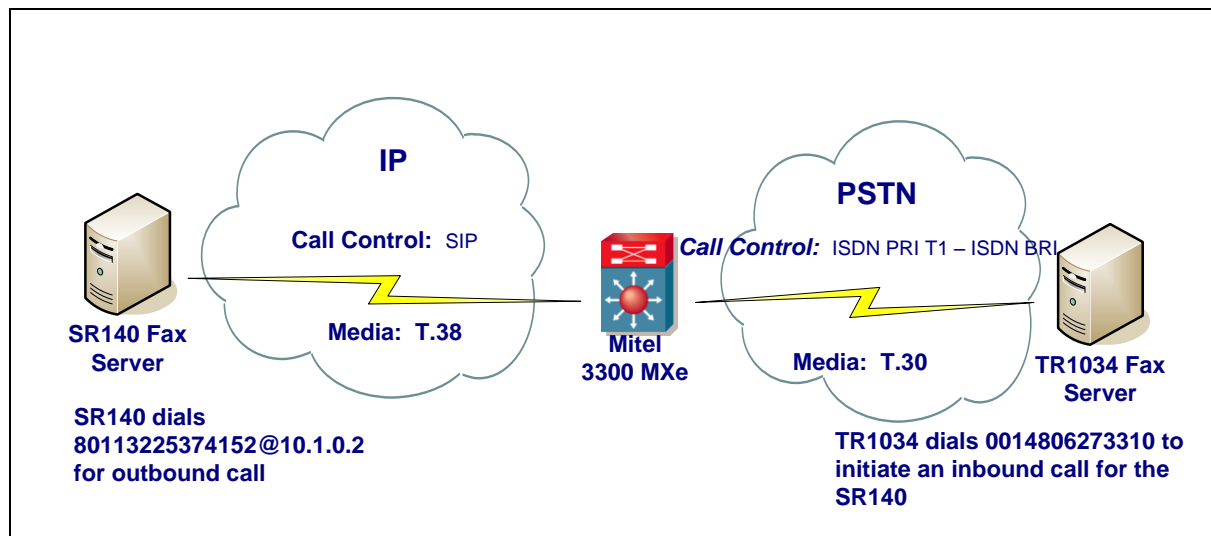 IP
Call Control: SIP
Media: T.38
SR140 Fax
Server
SR140 dials
80113225374152@10.1.0.2
for outbound call
Mitel
3300 MXe
PSTN
Call Control: ISDN PRI T1 – ISDN BRI
Media: T.30
TR1034 Fax
Server
TR1034 dials 0014806273310 to
initiate an inbound call for the
SR140